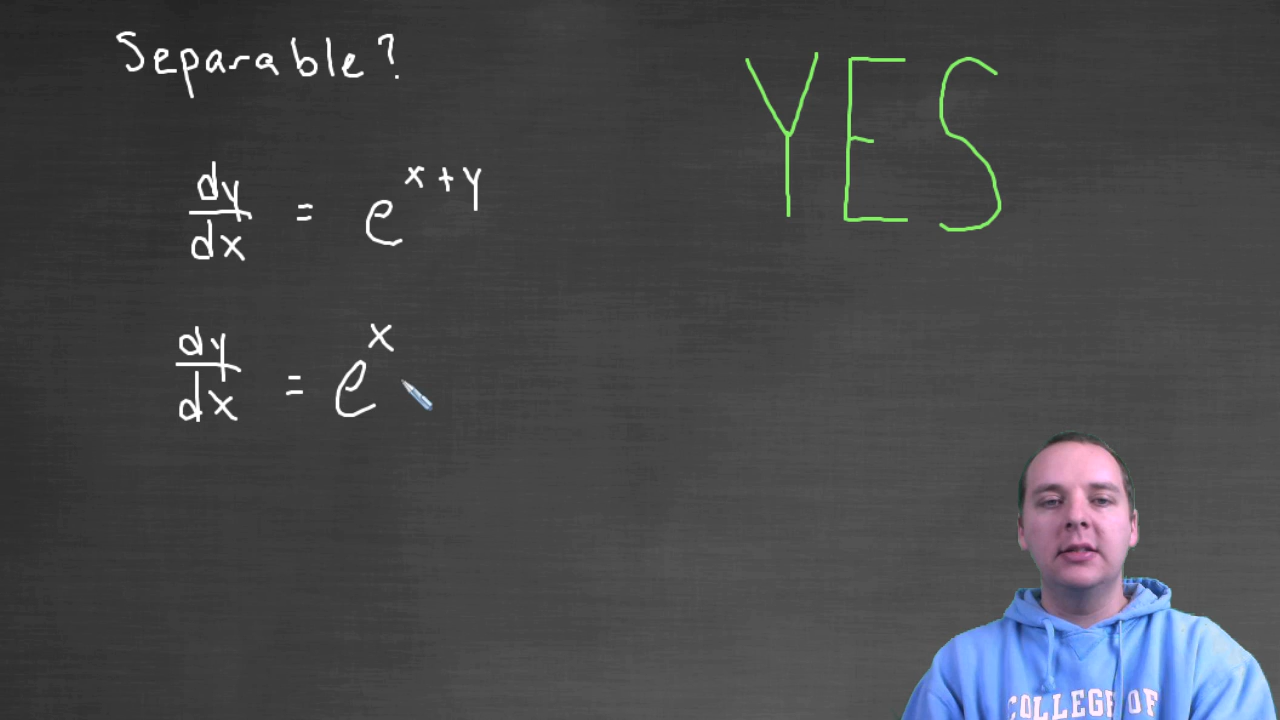 Separable?
YES
dy/dx = e^(x+y)
dy/dx = e^x
COLLEGE OF